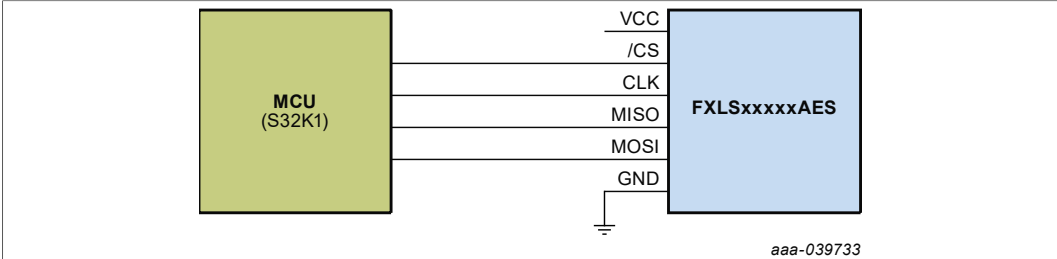 VCC
/CS
CLK
MCU
(S32K1)
FXLSxxxxxAES
MISO
MOSI
GND
aaa-039733